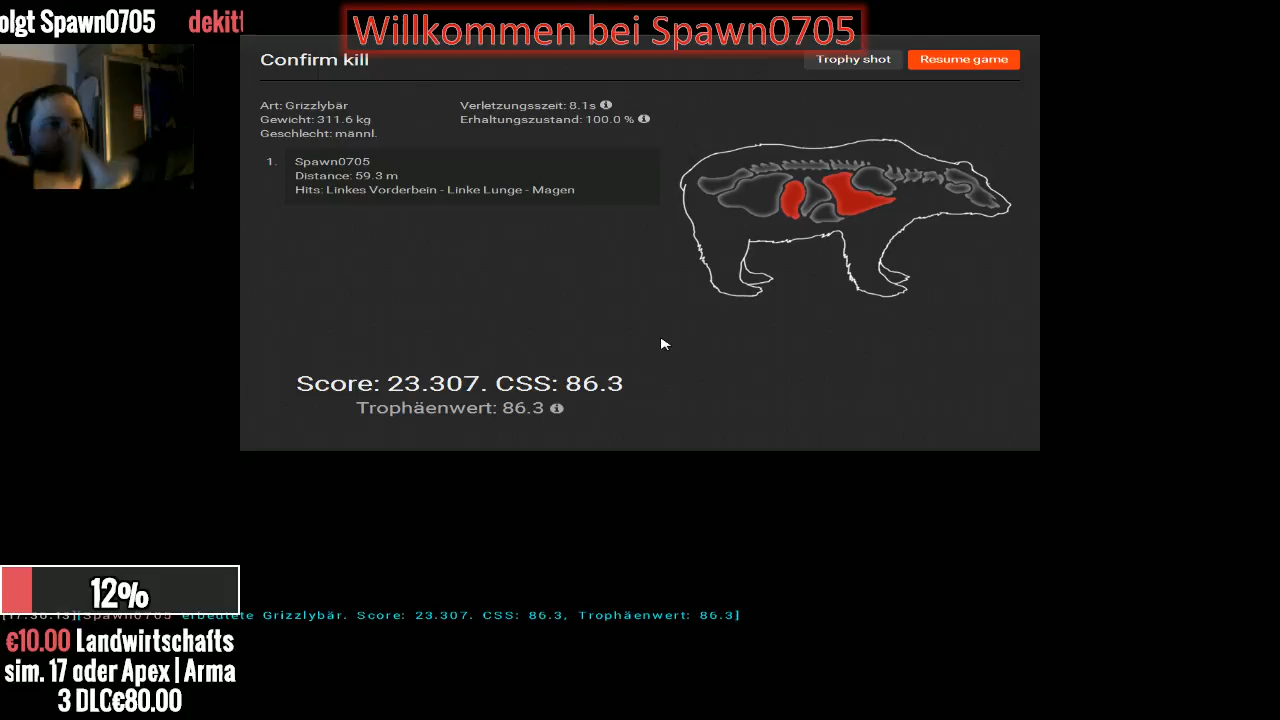 olgt Spawn0705
dekitt
Willkommen bei Spawn0705
Confirm kill
Trophy shot
Resume game
Art: Grizzlybär
Gewicht: 311.6 kg
Geschlecht: männl.
Verletzungszeit: 8.1s
Erhaltungszustand: 100.0 %
1.
Spawn0705
Distance: 59.3 m
Hits: Linkes Vorderbein - Linke Lunge - Magen
Score: 23.307. CSS: 86.3
Trophäenwert: 86.3
12%
[Spawn0705 erbeutete Grizzlybär. Score: 23.307. CSS: 86.3, Trophäenwert: 86.3]
€10.00 Landwirtschafts
sim. 17 oder Apex | Arma
3 DLC€80.00